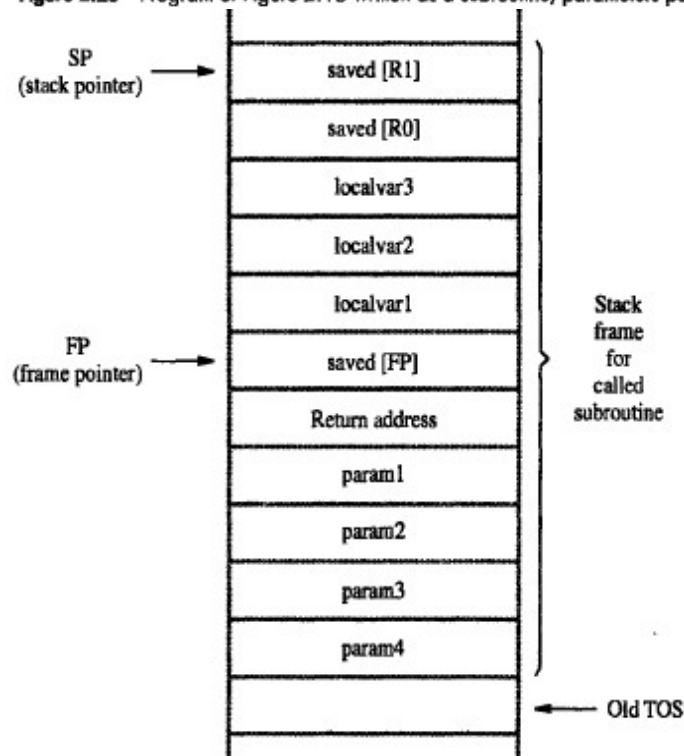 SP
(stack pointer)
saved [R1]
saved [R0]
localvar3
localvar2
localvar1
FP
(frame pointer)
saved [FP]
Return address
param1
param2
param3
param4
Stack
frame
for
called
subroutine
Old TOS